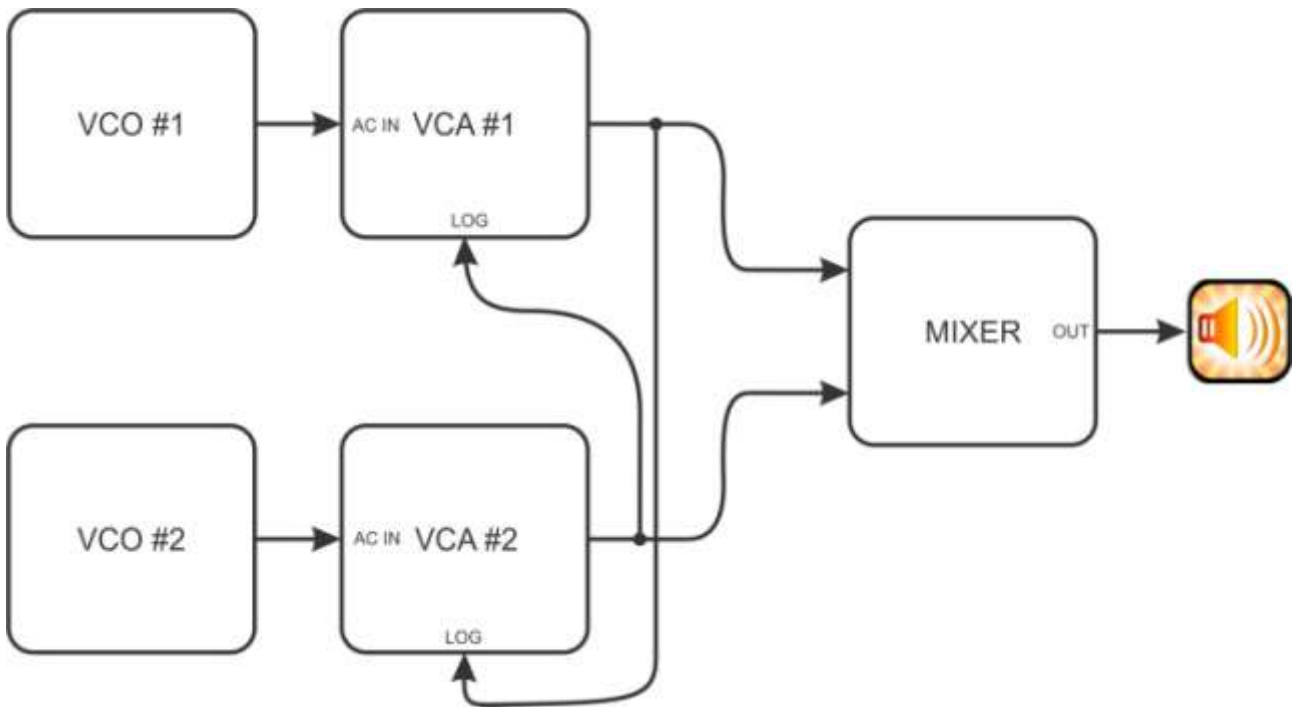 VCO #1
AC IN
VCA #1
LOG
MIXER
OUT
VCO #2
AC IN
VCA #2
LOG